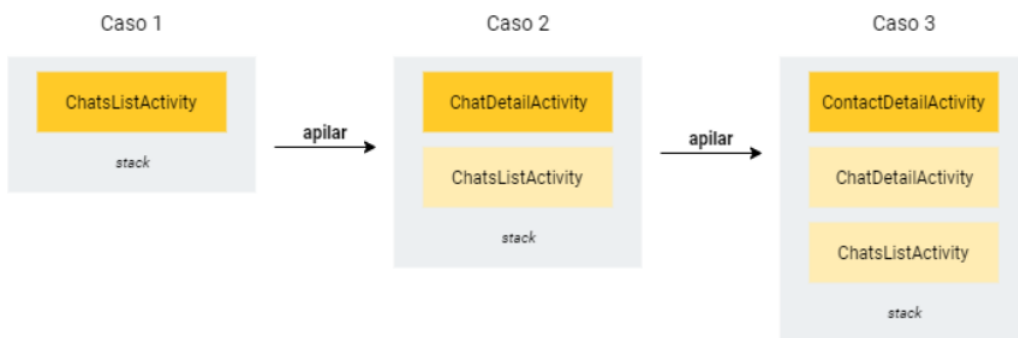 Caso 1
ChatsListActivity
stack
apilar
Caso 2
ChatDetailActivity
ChatsListActivity
stack
apilar
Caso 3
ContactDetailActivity
ChatDetailActivity
ChatsListActivity
stack